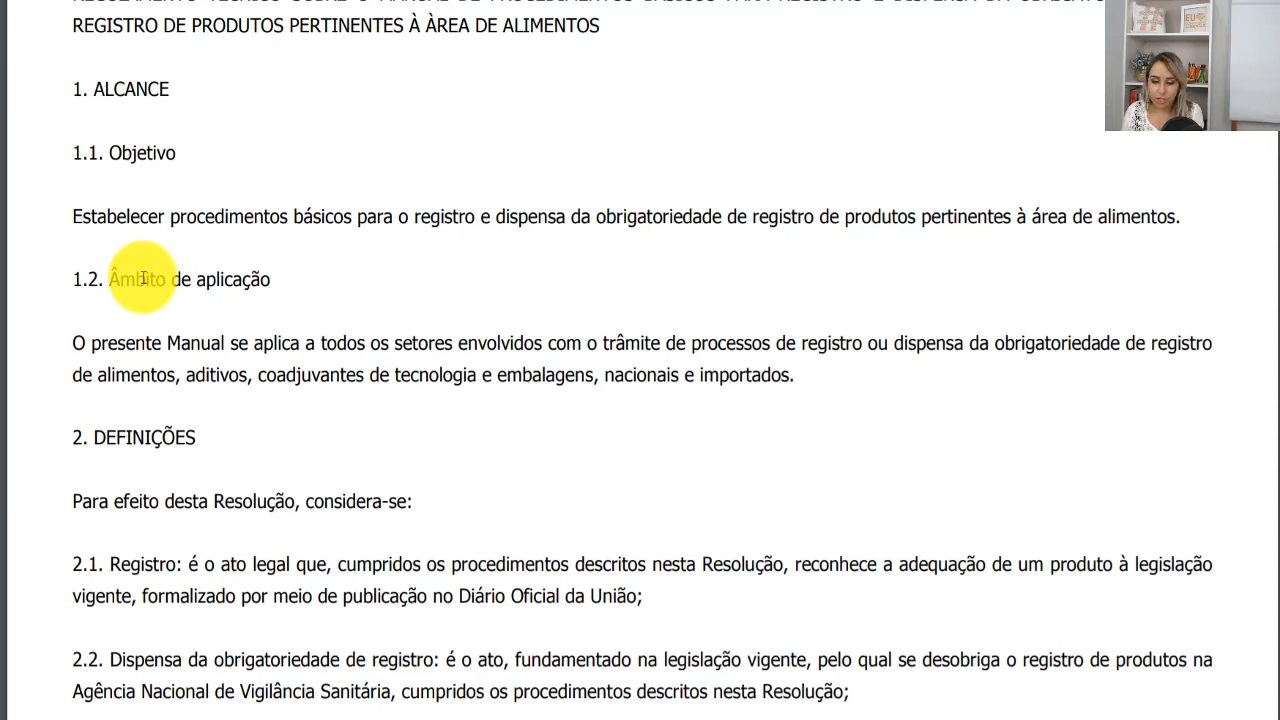 REGISTRO DE PRODUTOS PERTINENTES À ÀREA DE ALIMENTOS
1. ALCANCE
1.1. Objetivo
Estabelecer procedimentos básicos para o registro e dispensa da obrigatoriedade de registro de produtos pertinentes à área de alimentos.
1.2. Âmbito de aplicação
O presente Manual se aplica a todos os setores envolvidos com o trâmite de processos de registro ou dispensa da obrigatoriedade de registro
de alimentos, aditivos, coadjuvantes de tecnologia e embalagens, nacionais e importados.
2. DEFINIÇÕES
Para efeito desta Resolução, considera-se:
2.1. Registro: é o ato legal que, cumpridos os procedimentos descritos nesta Resolução, reconhece a adequação de um produto à legislação
vigente, formalizado por meio de publicação no Diário Oficial da União;
2.2. Dispensa da obrigatoriedade de registro: é o ato, fundamentado na legislação vigente, pelo qual se desobriga o registro de produtos na
Agência Nacional de Vigilância Sanitária, cumpridos os procedimentos descritos nesta Resolução;